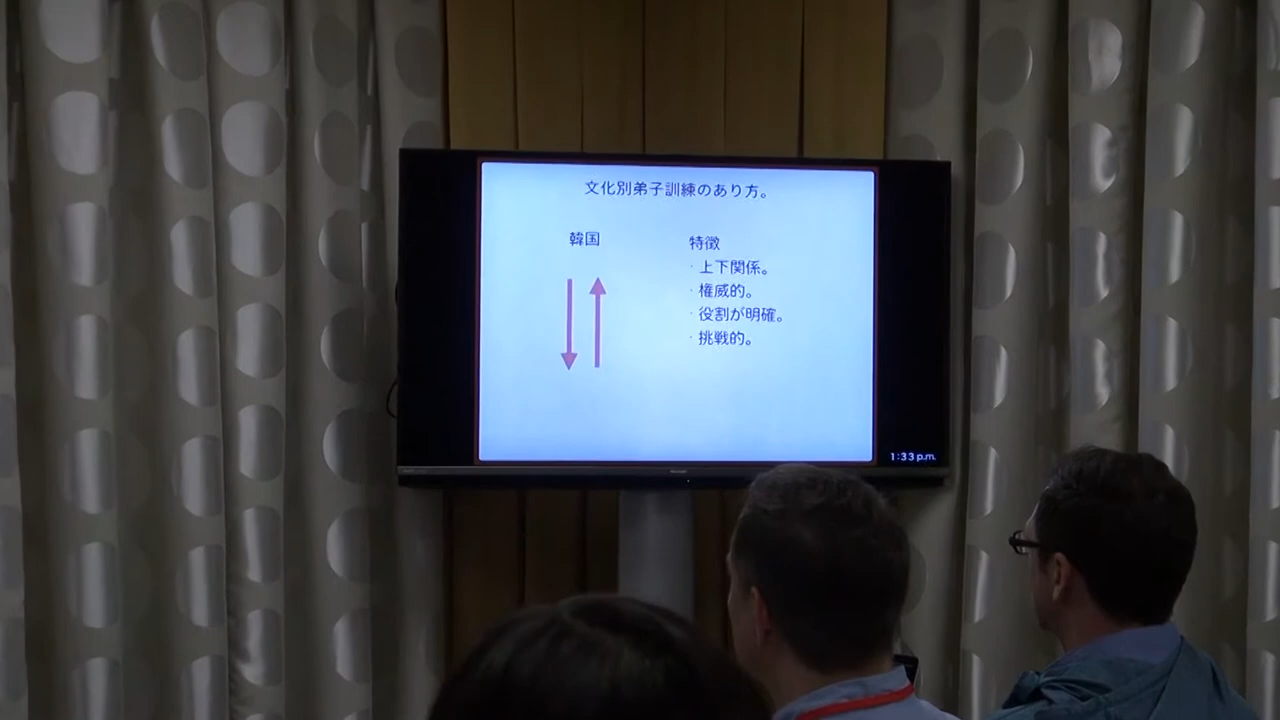 文化別弟子訓練のあり方。
韓国
特徴
· 上下関係。
· 権威的。
· 役割が明確。
· 挑戦的。
1:33 p.m.